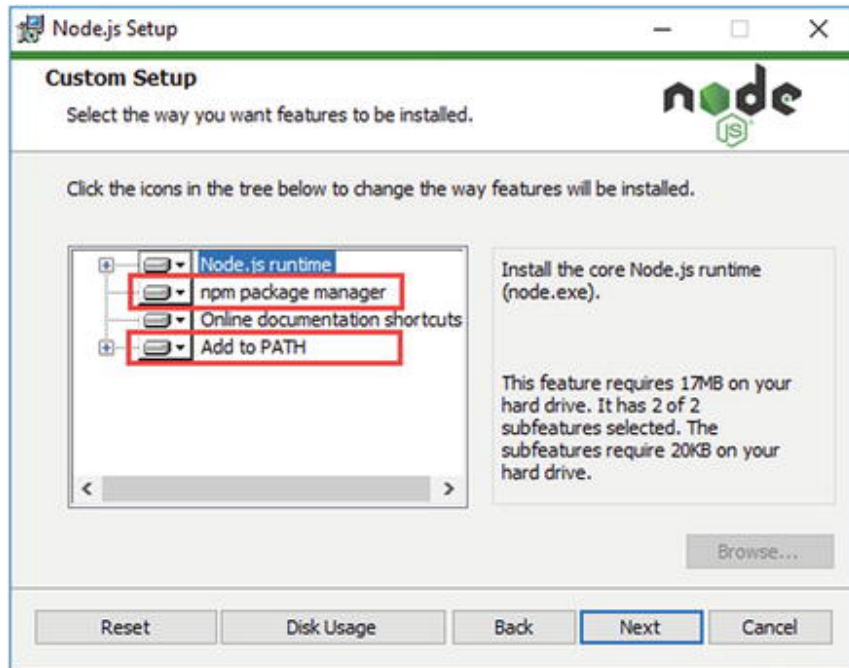 Node.js Setup
Custom Setup
Select the way you want features to be installed.
node
JS
Click the icons in the tree below to change the way features will be installed.
Node.js runtime
npm package manager
Online documentation shortcuts
Add to PATH
Install the core Node.js runtime
(node.exe).
This feature requires 17MB on your
hard drive. It has 2 of 2
subfeatures selected. The
subfeatures require 20KB on your
hard drive.
Browse...
Reset
Disk Usage
Back
Next
Cancel